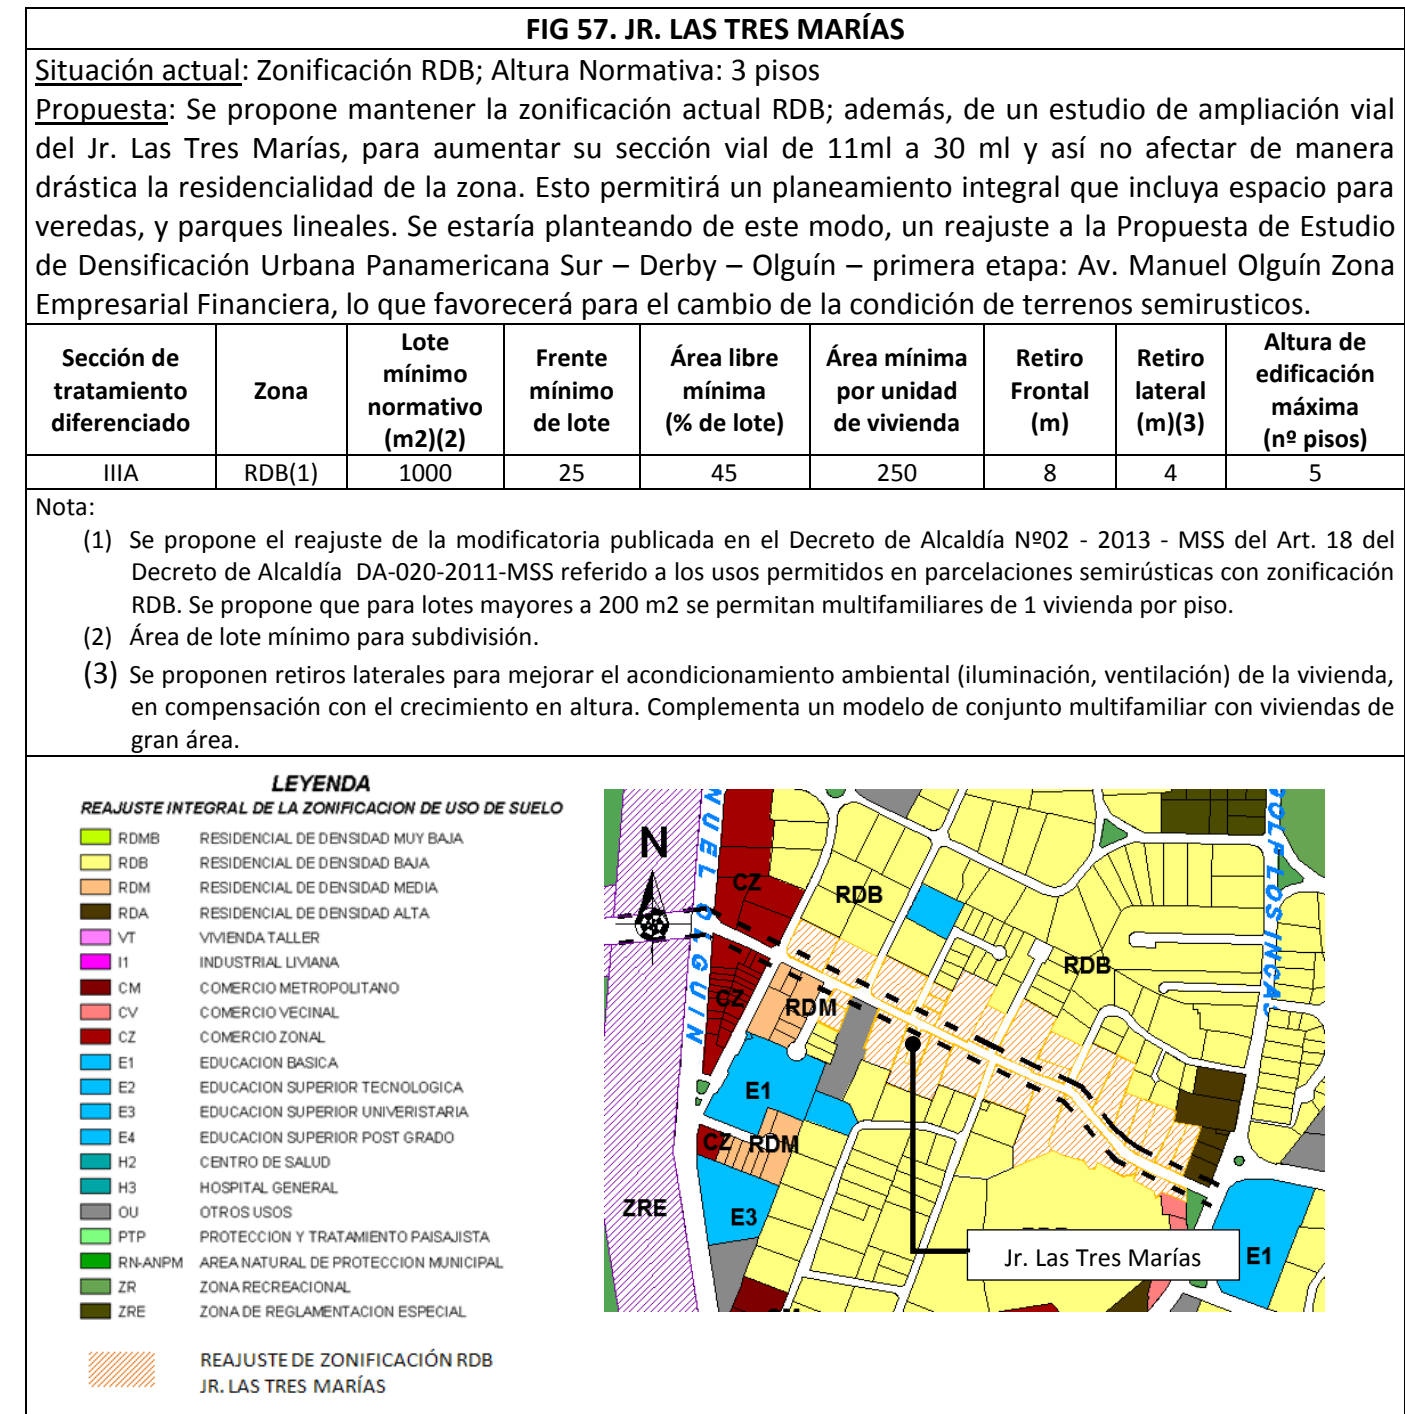 FIG 57. JR. LAS TRES MARÍAS
Situación actual: Zonificación RDB; Altura Normativa: 3 pisos
Propuesta: Se propone mantener la zonificación actual RDB; además, de un estudio de ampliación vial
del Jr. Las Tres Marías, para aumentar su sección vial de 11ml a 30 ml y así no afectar de manera
drástica la residencialidad de la zona. Esto permitirá un planeamiento integral que incluya espacio para
veredas, y parques lineales. Se estaría planteando de este modo, un reajuste a la Propuesta de Estudio
de Densificación Urbana Panamericana Sur – Derby – Olguín – primera etapa: Av. Manuel Olguín Zona
Empresarial Financiera, lo que favorecerá para el cambio de la condición de terrenos semirusticos.
Sección de tratamiento diferenciado
Zona
Lote mínimo normativo (m2)(2)
Frente mínimo de lote
Área libre mínima (% de lote)
Área mínima por unidad de vivienda
Retiro Frontal (m)
Retiro lateral (m)(3)
Altura de edificación máxima (nº pisos)
IIIA RDB(1) 1000 25 45 250 8 4 5
Nota:
(1) Se propone el reajuste de la modificatoria publicada en el Decreto de Alcaldía Nº02 - 2013 - MSS del Art. 18 del
Decreto de Alcaldía DA-020-2011-MSS referido a los usos permitidos en parcelaciones semirústicas con zonificación
RDB. Se propone que para lotes mayores a 200 m2 se permitan multifamiliares de 1 vivienda por piso.
(2) Área de lote mínimo para subdivisión.
(3) Se proponen retiros laterales para mejorar el acondicionamiento ambiental (iluminación, ventilación) de la vivienda,
en compensación con el crecimiento en altura. Complementa un modelo de conjunto multifamiliar con viviendas de
gran área.
LEYENDA
REAJUSTE INTEGRAL DE LA ZONIFICACION DE USO DE SUELO
RDMB RESIDENCIAL DE DENSIDAD MUY BAJA
RDB RESIDENCIAL DE DENSIDAD BAJA
RDM RESIDENCIAL DE DENSIDAD MEDIA
RDA RESIDENCIAL DE DENSIDAD ALTA
VT VIVIENDA TALLER
I1 INDUSTRIAL LIVIANA
CM COMERCIO METROPOLITANO
CV COMERCIO VECINAL
CZ COMERCIO ZONAL
E1 EDUCACION BASICA
E2 EDUCACION SUPERIOR TECNOLOGICA
E3 EDUCACION SUPERIOR UNIVERISTARIA
E4 EDUCACION SUPERIOR POST GRADO
H2 CENTRO DE SALUD
H3 HOSPITAL GENERAL
OU OTROS USOS
PTP PROTECCION Y TRATAMIENTO PAISAJISTA
RN-ANPM AREA NATURAL DE PROTECCION MUNICIPAL
ZR ZONA RECREACIONAL
ZRE ZONA DE REGLAMENTACION ESPECIAL
REAJUSTE DE ZONIFICACIÓN RDB
JR. LAS TRES MARÍAS
N
NUEL OLGUIN
OLF LOS INCAS
CZ
RDB
RDB
CZ
RDM
E1
CZ
RDM
ZRE
E3
E1
Jr. Las Tres Marías